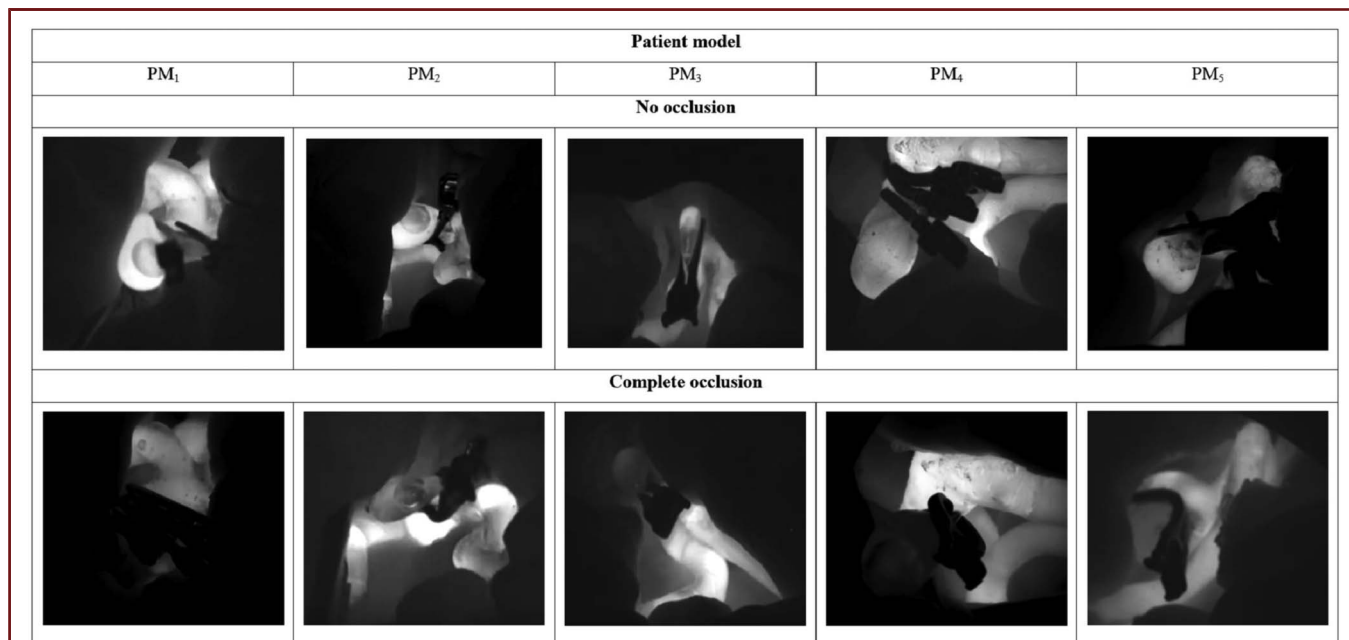 Patient model
PM₁ PM₂ PM₃ PM₄ PM₅
No occlusion
Complete occlusion